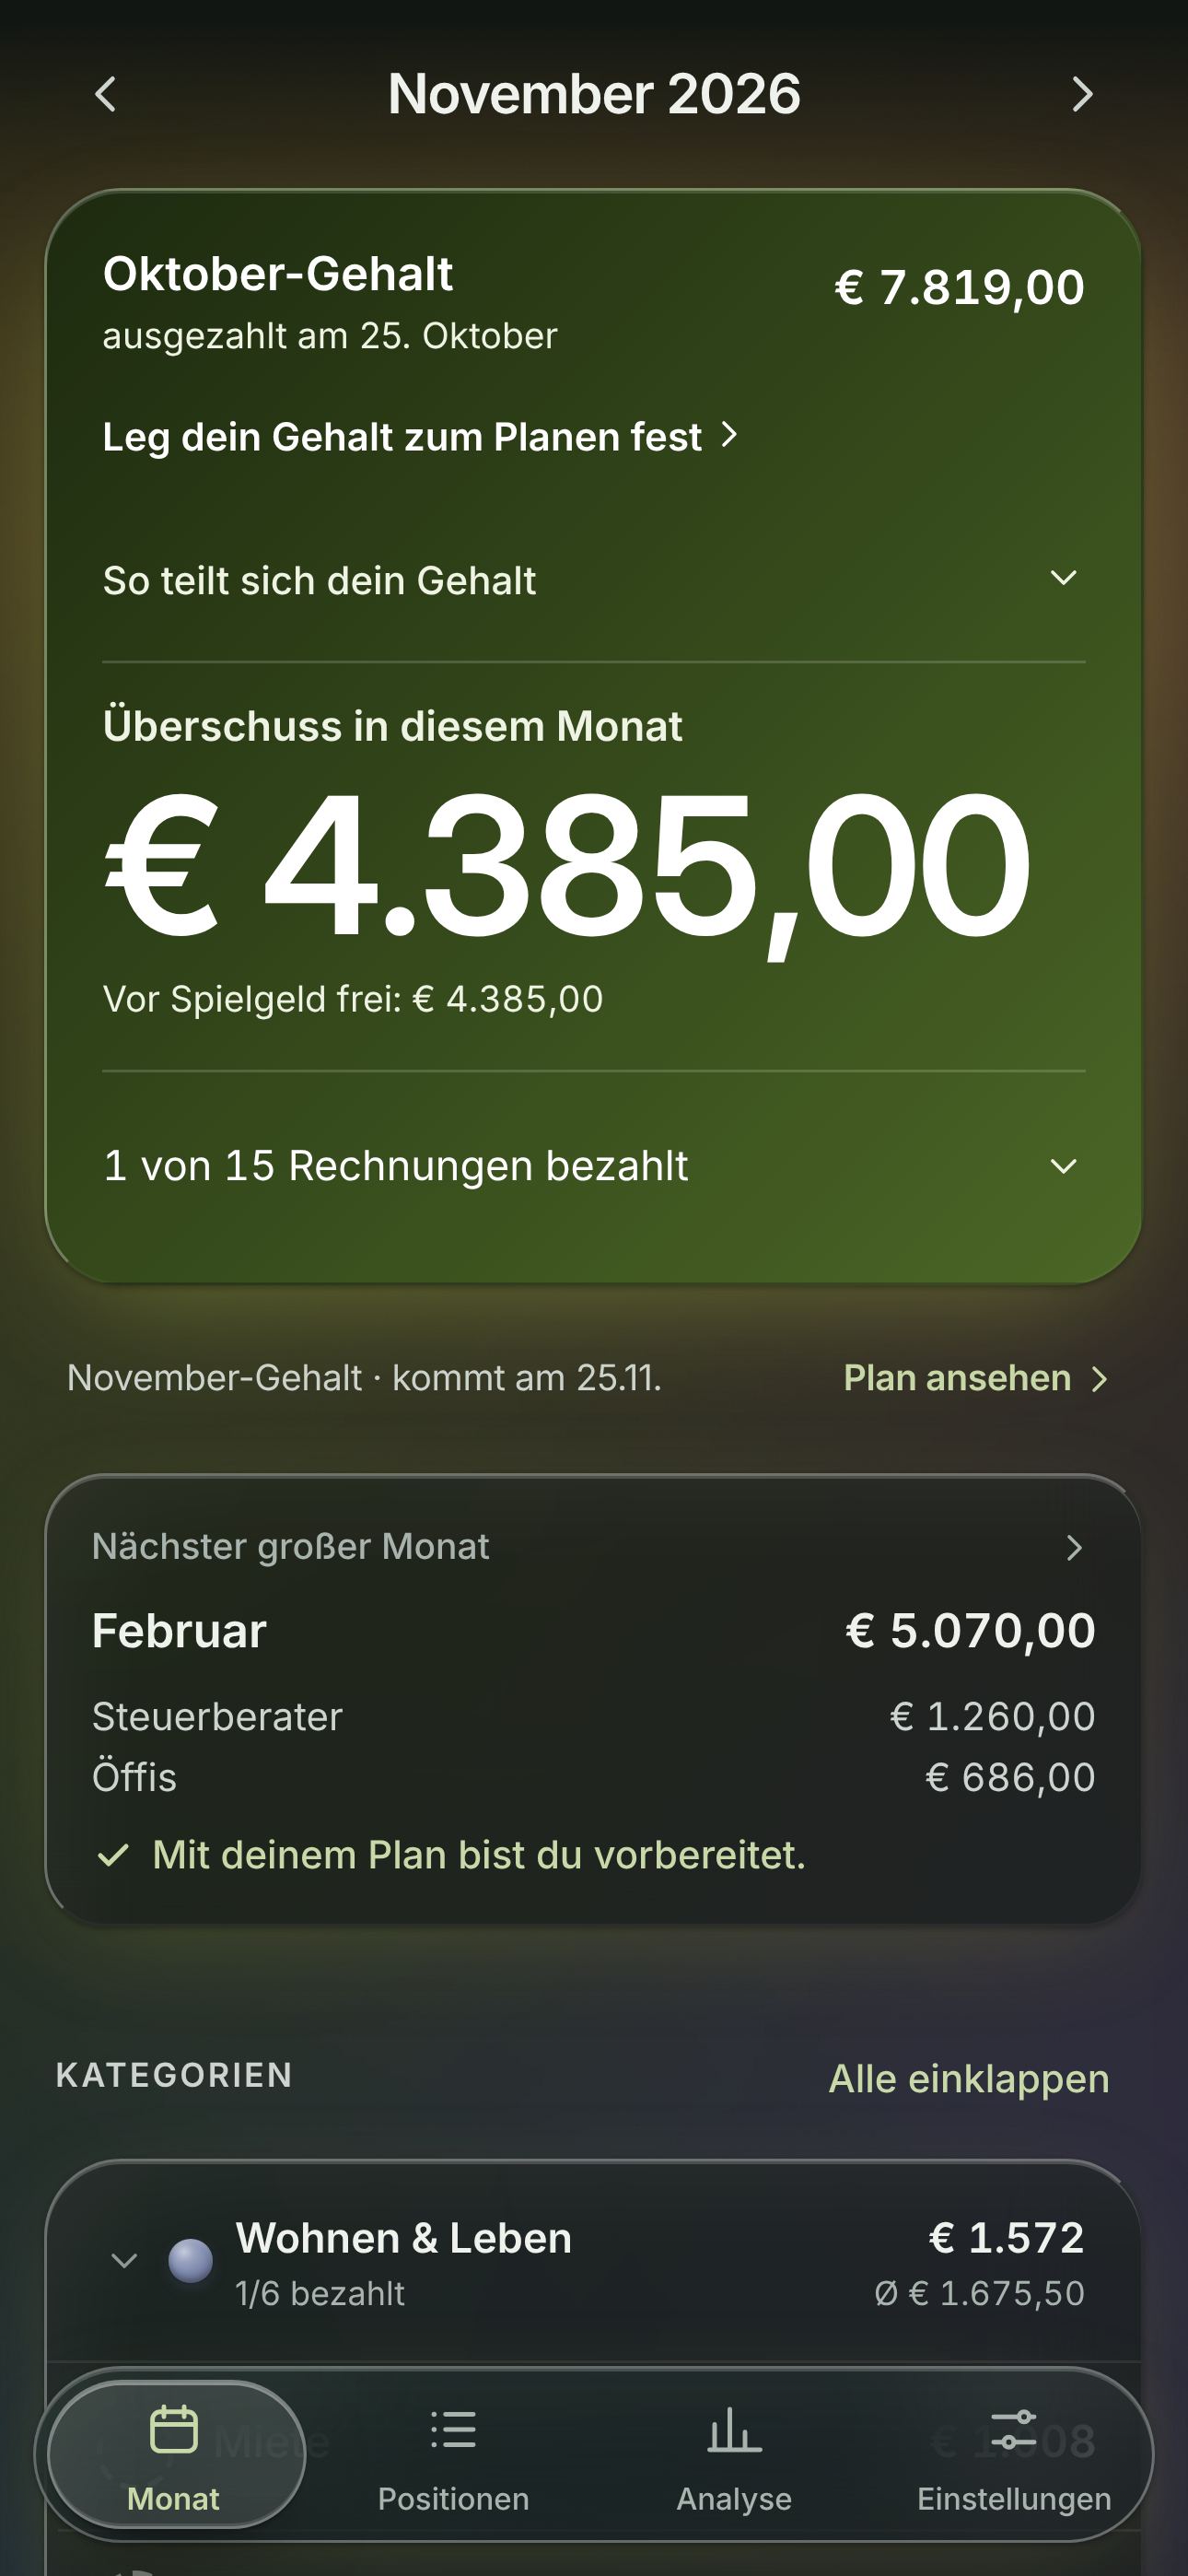 November 2026
Oktober-Gehalt
€ 7.819,00
ausgezahlt am 25. Oktober
Leg dein Gehalt zum Planen fest
So teilt sich dein Gehalt
Überschuss in diesem Monat
€ 4.385,00
Vor Spielgeld frei: € 4.385,00
1 von 15 Rechnungen bezahlt
November-Gehalt · kommt am 25.11.
Plan ansehen
Nächster großer Monat
Februar
€ 5.070,00
Steuerberater
€ 1.260,00
Öffis
€ 686,00
Mit deinem Plan bist du vorbereitet.
KATEGORIEN
Alle einklappen
Wohnen & Leben
€ 1.572
1/6 bezahlt
Ø € 1.675,50
Miete
Monat
Positionen
Analyse
Einstellungen